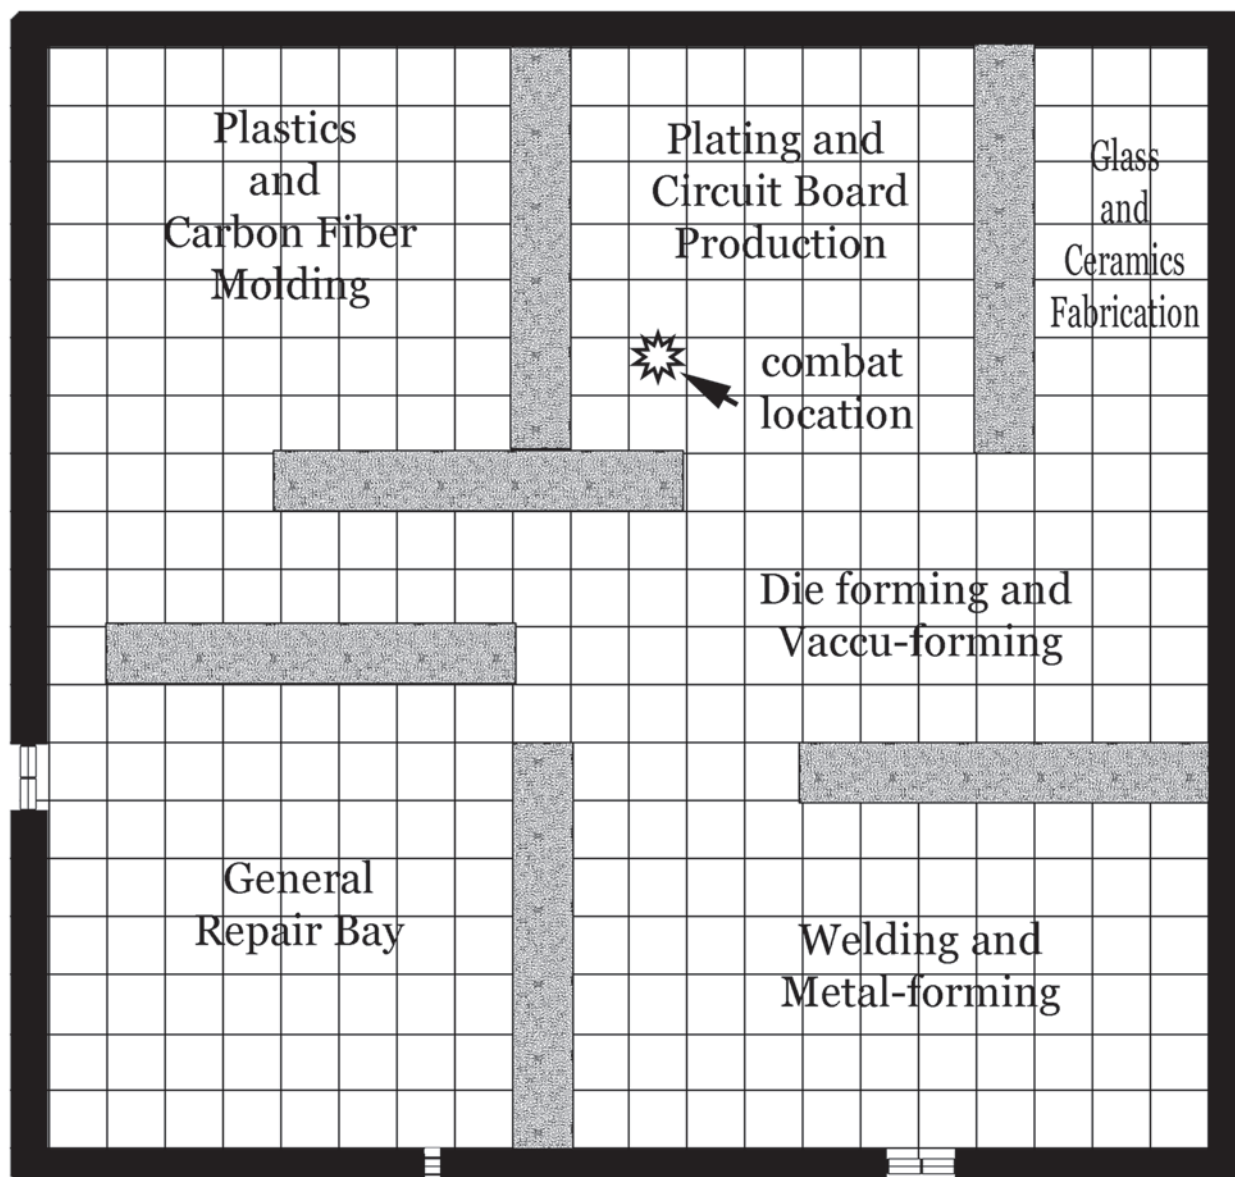 Plastics
and
Carbon Fiber
Molding
Plating and
Circuit Board
Production
Glass
and
Ceramics
Fabrication
combat
location
Die forming and
Vaccu-forming
General
Repair Bay
Welding and
Metal-forming